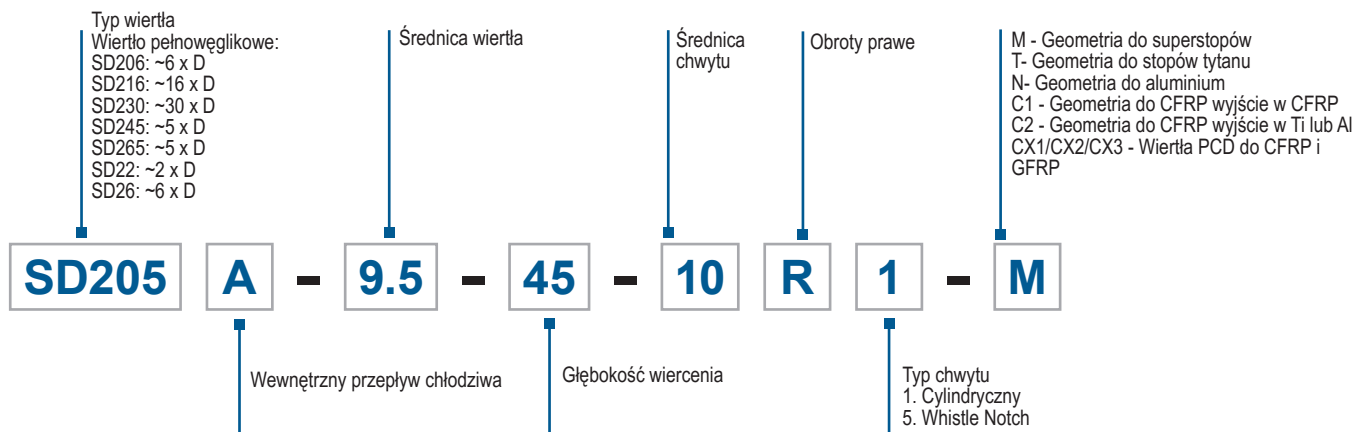 Typ wiertła
Wiertło pełnowęglikowe:
SD206: ~6 x D
SD216: ~16 x D
SD230: ~30 x D
SD245: ~5 x D
SD265: ~5 x D
SD22: ~2 x D
SD26: ~6 x D
Średnica wiertła
Średnica
chwytu
Obroty prawe
M - Geometria do superstopów
T- Geometria do stopów tytanu
N- Geometria do aluminium
C1 - Geometria do CFRP wyjście w CFRP
C2 - Geometria do CFRP wyjście w Ti lub Al
CX1/CX2/CX3 - Wiertła PCD do CFRP i
GFRP
SD205 A - 9.5 - 45 - 10 R 1 - M
Wewnętrzny przepływ chłodziwa
Głębokość wiercenia
Typ chwytu
1. Cylindryczny
5. Whistle Notch